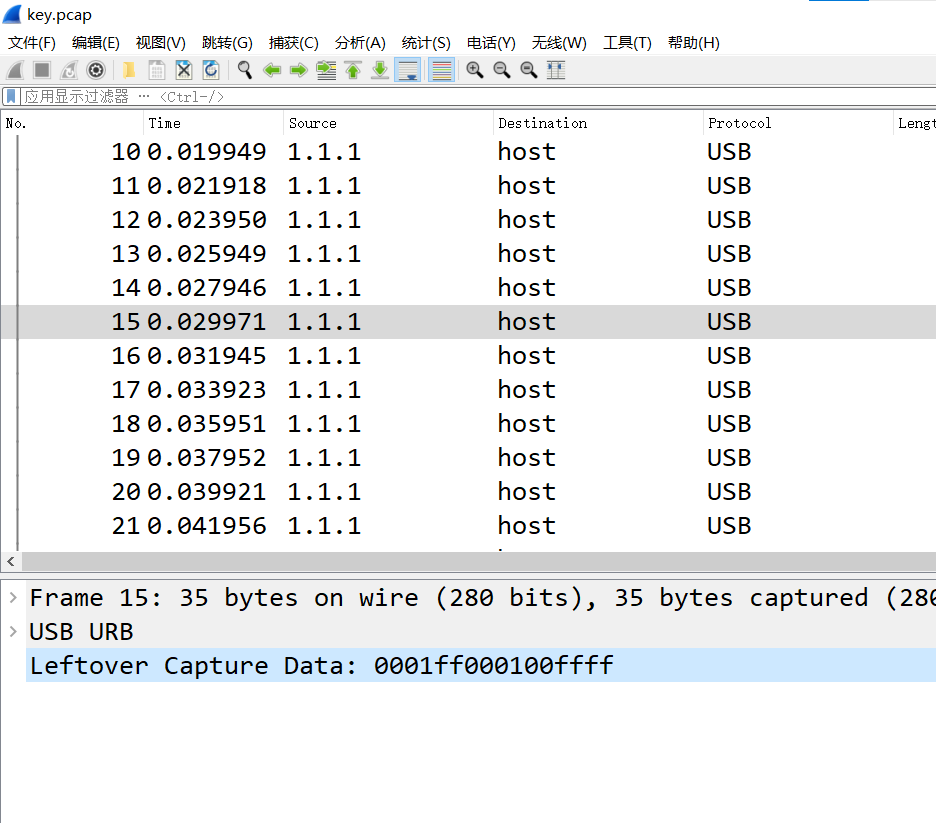 key.pcap
文件(F) 编辑(E) 视图(V) 跳转(G) 捕获(C) 分析(A) 统计(S) 电话(Y) 无线(W) 工具(T) 帮助(H)
应用显示过滤器 … <Ctrl-/>
No. Time Source Destination Protocol Lengt
10 0.019949 1.1.1 host USB
11 0.021918 1.1.1 host USB
12 0.023950 1.1.1 host USB
13 0.025949 1.1.1 host USB
14 0.027946 1.1.1 host USB
15 0.029971 1.1.1 host USB
16 0.031945 1.1.1 host USB
17 0.033923 1.1.1 host USB
18 0.035951 1.1.1 host USB
19 0.037952 1.1.1 host USB
20 0.039921 1.1.1 host USB
21 0.041956 1.1.1 host USB
Frame 15: 35 bytes on wire (280 bits), 35 bytes captured (280
USB URB
Leftover Capture Data: 0001ff000100ffff